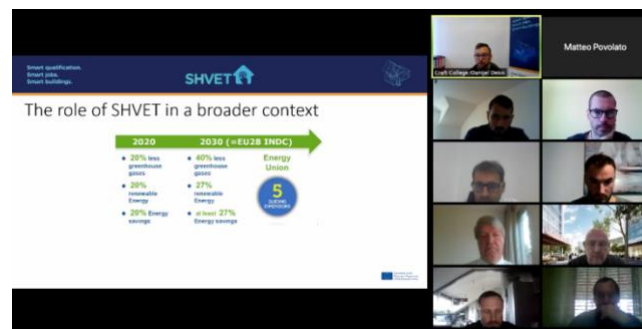 Smart qualification.
Smart jobs.
Smart buildings.
SHVET
The role of SHVET in a broader context
2020
2030 (=EU28 INDC)
20% less
greenhouse
gases
20%
renewable
Energy
20% Energy
savings
40% less
greenhouse
gases
27%
renewable
Energy
at least 27%
Energy savings
Energy
Union
5
Craft College
Matteo Povolato